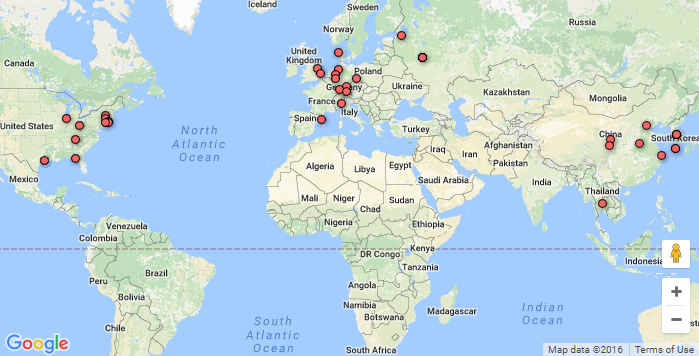 Iceland
Russia
Norway
Canada
United
Kingdom
Poland
Germany
Ukraine
Kazakhstan
Mongolia
France
United States
Spain
Italy
Turkey
China
South Korea
North
Atlantic
Ocean
Iraq
Iran
Afghanistan
Pakistan
Algeria
Libya
Egypt
Saudi Arabia
India
Mexico
Mali
Niger
Chad
Sudan
Thailand
Venezuela
Nigeria
Ethiopia
Colombia
Kenya
DR Congo
Indonesia
Tanzania
Peru
Brazil
Bolivia
Angola
Namibia
Botswana
Madagascar
Chile
South
Atlantic
Ocean
Indian
Ocean
South Africa
Google
Map data ©2016
Terms of Use